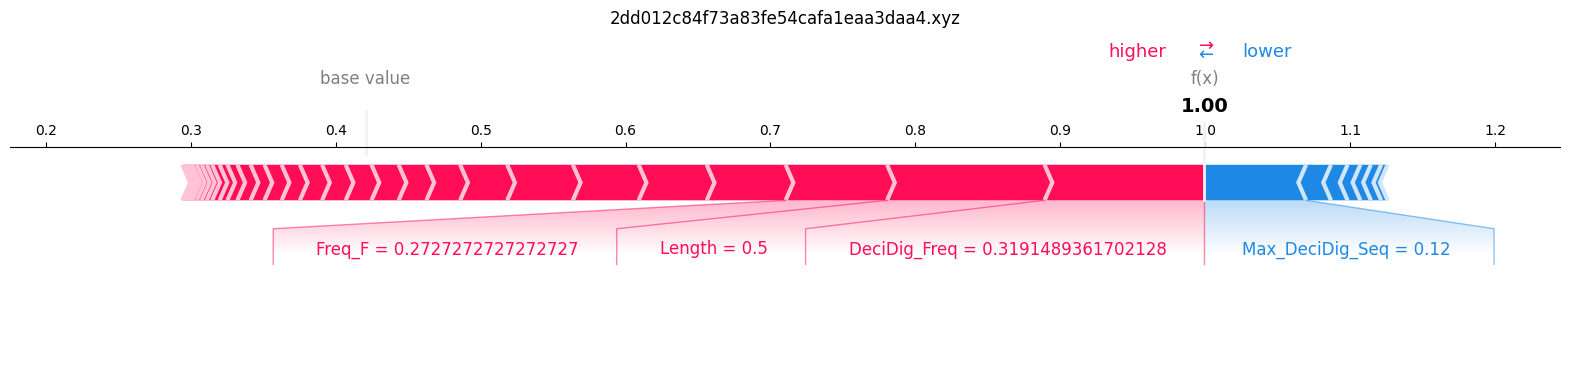 2dd012c84f73a83fe54cafa1eaa3daa4.xyz
higher ⇄ lower
base value f(x)
1.00
0.2 0.3 0.4 0.5 0.6 0.7 0.8 0.9 1.0 1.1 1.2
Freq_F = 0.2727272727272727 Length = 0.5 DeciDig_Freq = 0.3191489361702128 Max_DeciDig_Seq = 0.12